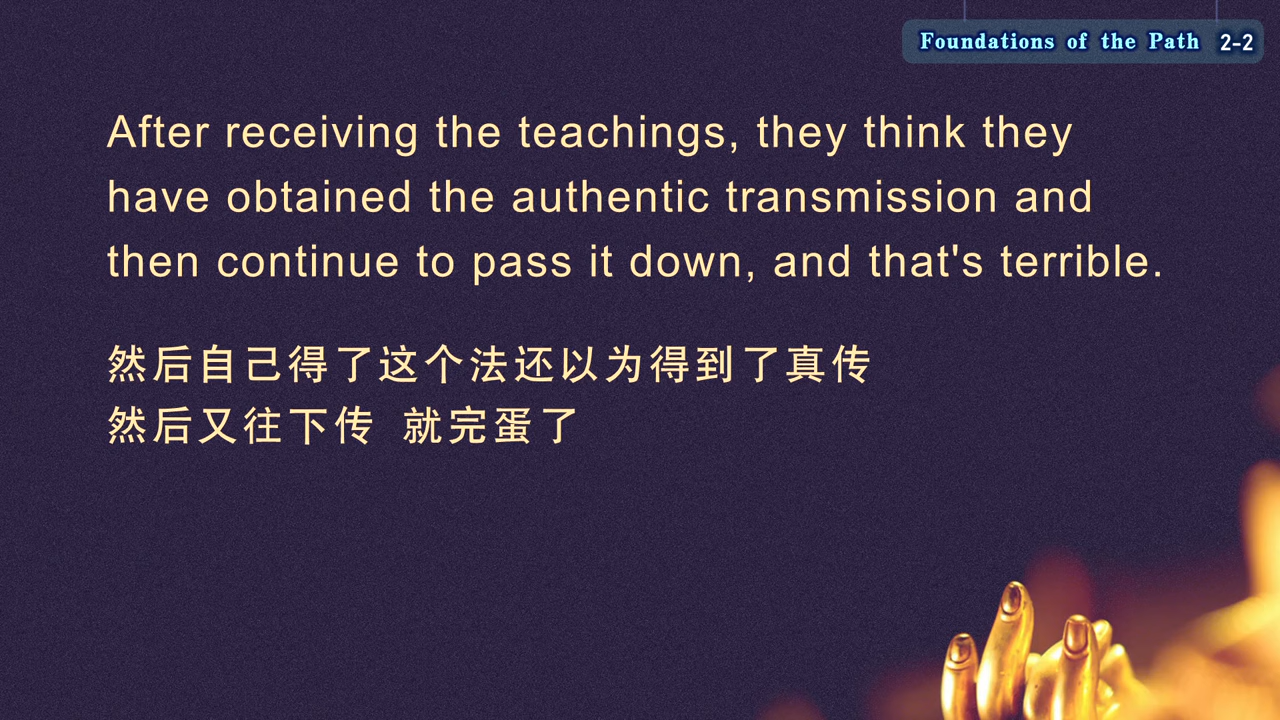 Foundations of the Path 2-2
After receiving the teachings, they think they
have obtained the authentic transmission and
then continue to pass it down, and that's terrible.
然后自己得了这个法还以为得到了真传
然后又往下传 就完蛋了